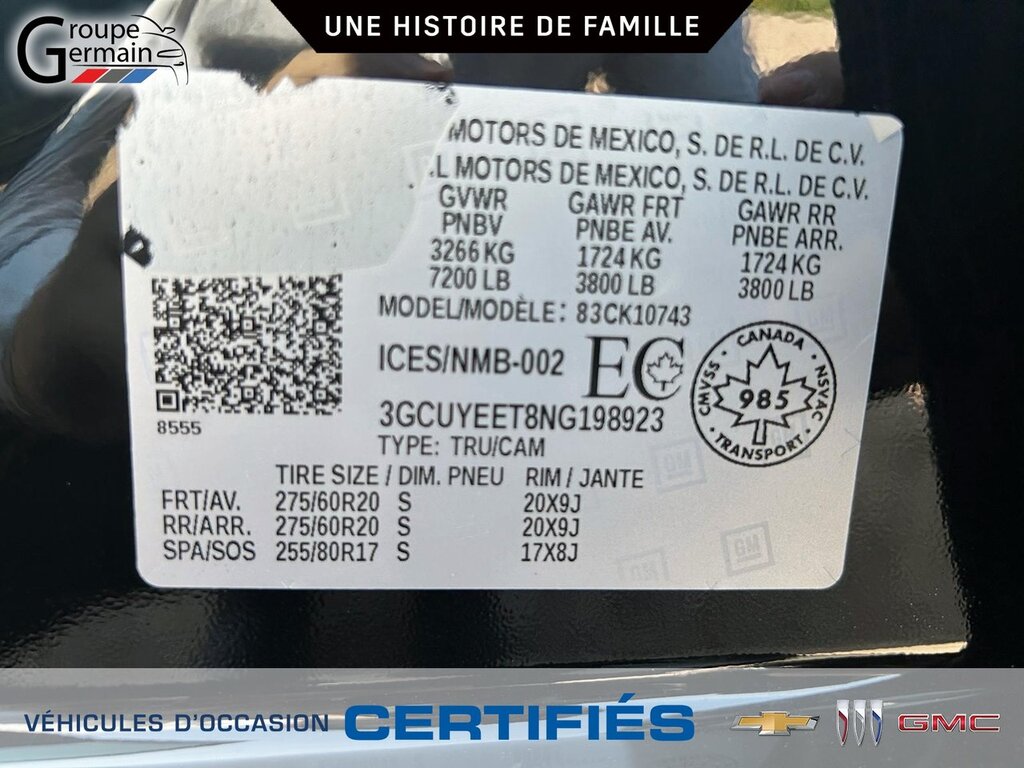 Groupe
Germain
UNE HISTOIRE DE FAMILLE
MOTORS DE MEXICO, S. DE R.L. DE C.V.
.L MOTORS DE MEXICO, S. DE R.L. DE C.V.
GVWR GAWR FRT GAWR RR
PNBV PNBE AV. PNBE ARR.
3266 KG 1724 KG 1724 KG
7200 LB 3800 LB 3800 LB
MODEL/MODÈLE: 83CK10743
ICES/NMB-002 EC
CANADA
CMVSS 985 NSVAC
TRANSPORT
8555
3GCUYEET8NG198923
TYPE: TRU/CAM
TIRE SIZE / DIM. PNEU RIM / JANTE
FRT/AV. 275/60R20 S 20X9J
RR/ARR. 275/60R20 S 20X9J
SPA/SOS 255/80R17 S 17X8J
GM
GM
GM
VÉHICULES D'OCCASION CERTIFIÉS GMC